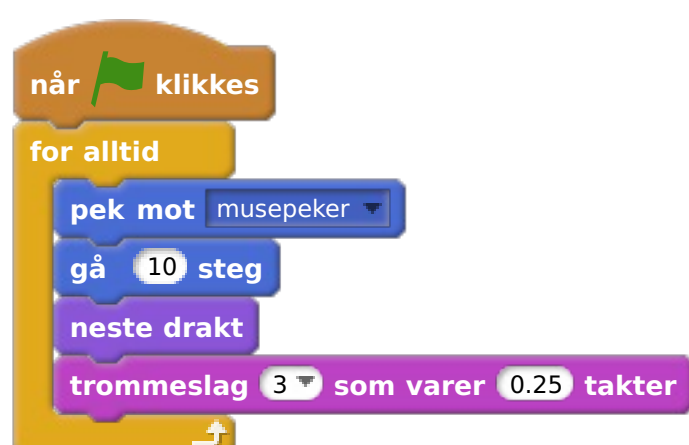 når klikkes
for alltid
pek mot musepeker
gå 10 steg
neste drakt
trommeslag 3 som varer 0.25 takter